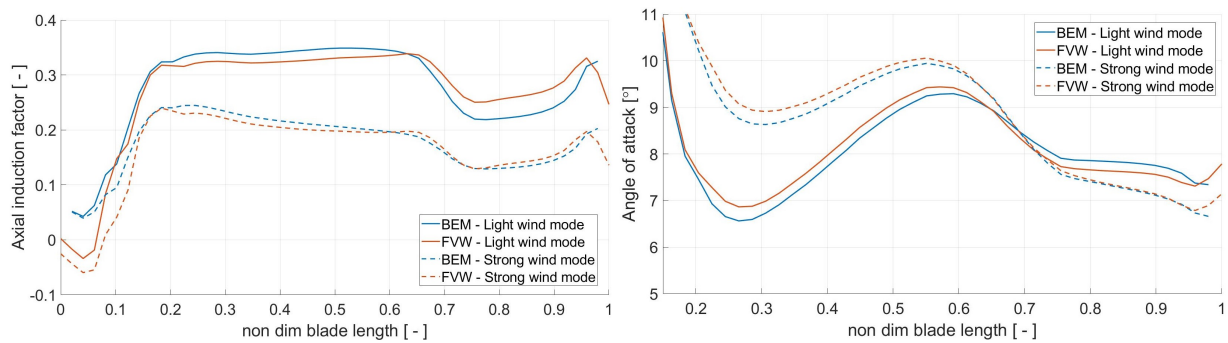 0.4
0.3
0.2
0.1
0
-0.1
Axial induction factor [ - ]
0 0.1 0.2 0.3 0.4 0.5 0.6 0.7 0.8 0.9 1
non dim blade length [ - ]
BEM - Light wind mode
FVW - Light wind mode
BEM - Strong wind mode
FVW - Strong wind mode
11
10
9
8
7
6
5
Angle of attack [°]
0.2 0.3 0.4 0.5 0.6 0.7 0.8 0.9 1
non dim blade length [ - ]
BEM - Light wind mode
FVW - Light wind mode
BEM - Strong wind mode
FVW - Strong wind mode